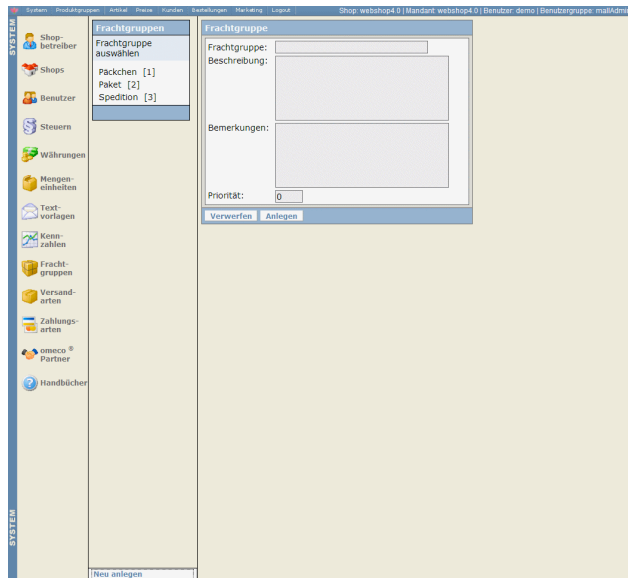 System Produktgruppen Artikel Preise Kunden Bestellungen Marketing Logout Shop: webshop4.0 | Mandant: webshop4.0 | Benutzer: demo | Benutzergruppe: mallAdmin
SYSTEM
Shop-
betreiber
Shops
Benutzer
Steuern
Währungen
Mengen-
einheiten
Text-
vorlagen
Kenn-
zahlen
Fracht-
gruppen
Versand-
arten
Zahlungs-
arten
omeco ®
Partner
Handbücher
SYSTEM
Frachtgruppen
Frachtgruppe
auswählen
Päckchen [1]
Paket [2]
Spedition [3]
Neu anlegen
Frachtgruppe
Frachtgruppe:
Beschreibung:
Bemerkungen:
Priorität: 0
Verwerfen Anlegen